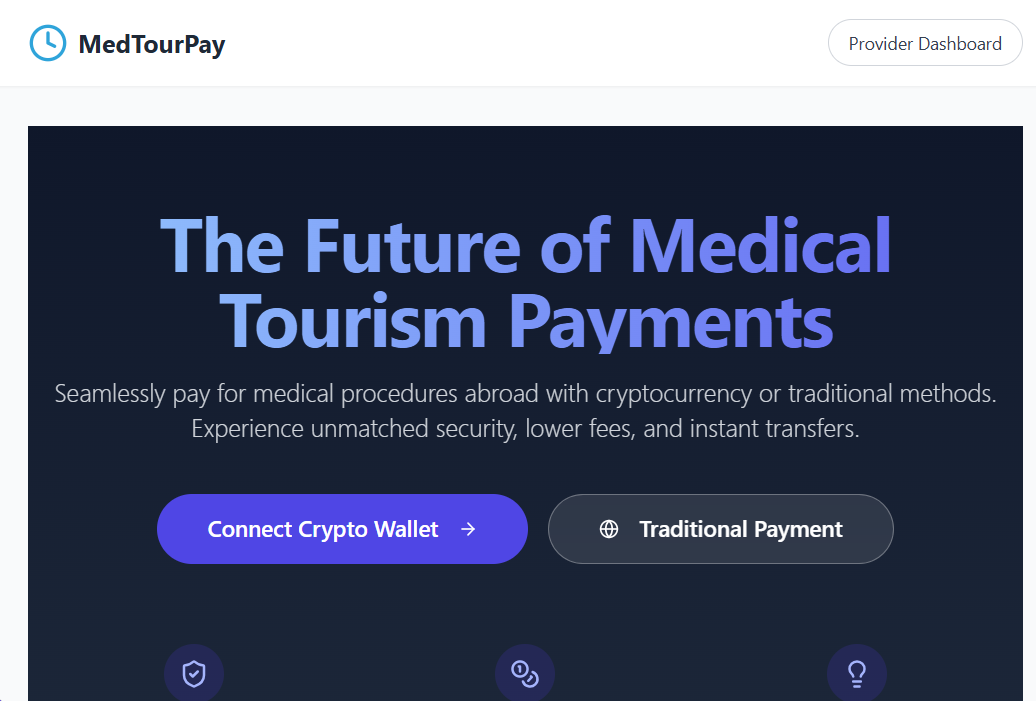 MedTourPay
Provider Dashboard
The Future of Medical
Tourism Payments
Seamlessly pay for medical procedures abroad with cryptocurrency or traditional methods.
Experience unmatched security, lower fees, and instant transfers.
Connect Crypto Wallet
Traditional Payment